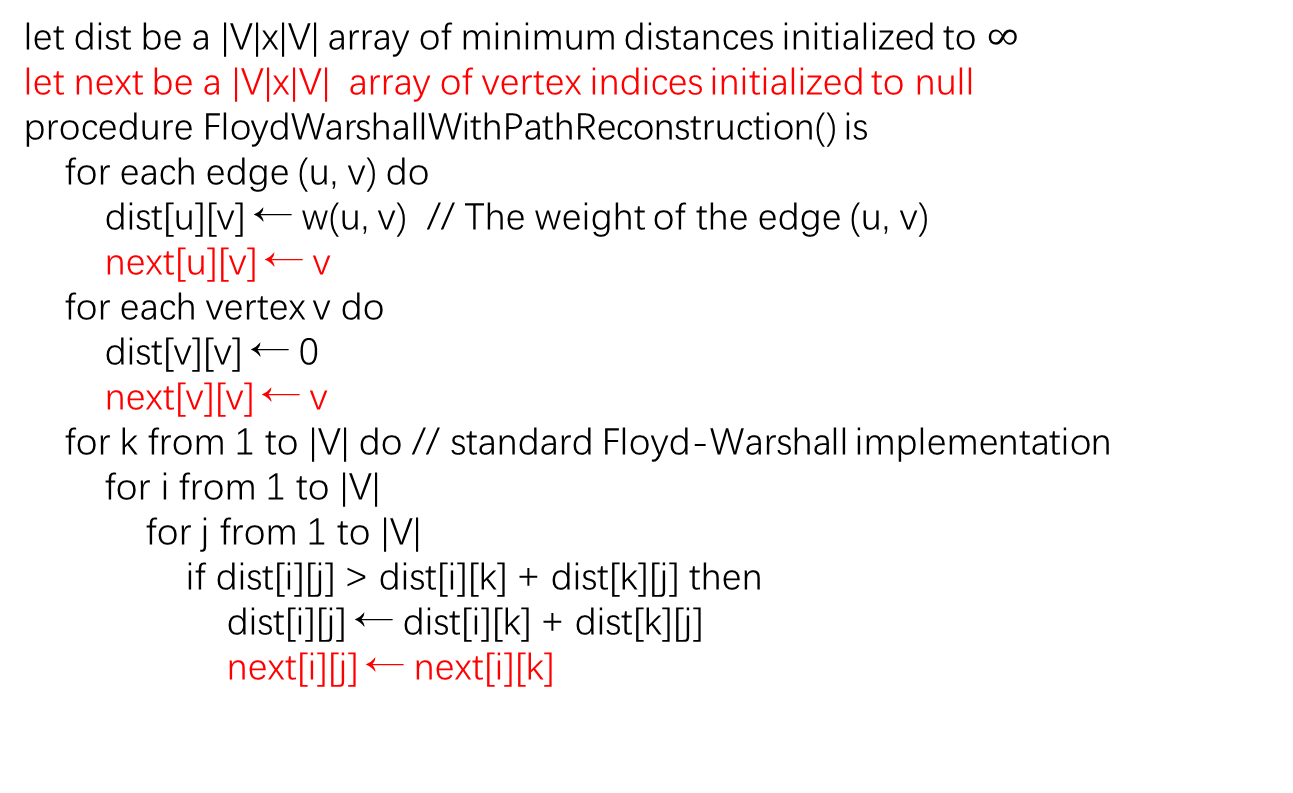 let dist be a |V|x|V| array of minimum distances initialized to ∞
let next be a |V|x|V| array of vertex indices initialized to null
procedure FloydWarshallWithPathReconstruction() is
for each edge (u, v) do
dist[u][v] ← w(u, v) // The weight of the edge (u, v)
next[u][v] ← v
for each vertex v do
dist[v][v] ← 0
next[v][v] ← v
for k from 1 to |V| do // standard Floyd-Warshall implementation
for i from 1 to |V|
for j from 1 to |V|
if dist[i][j] > dist[i][k] + dist[k][j] then
dist[i][j] ← dist[i][k] + dist[k][j]
next[i][j] ← next[i][k]